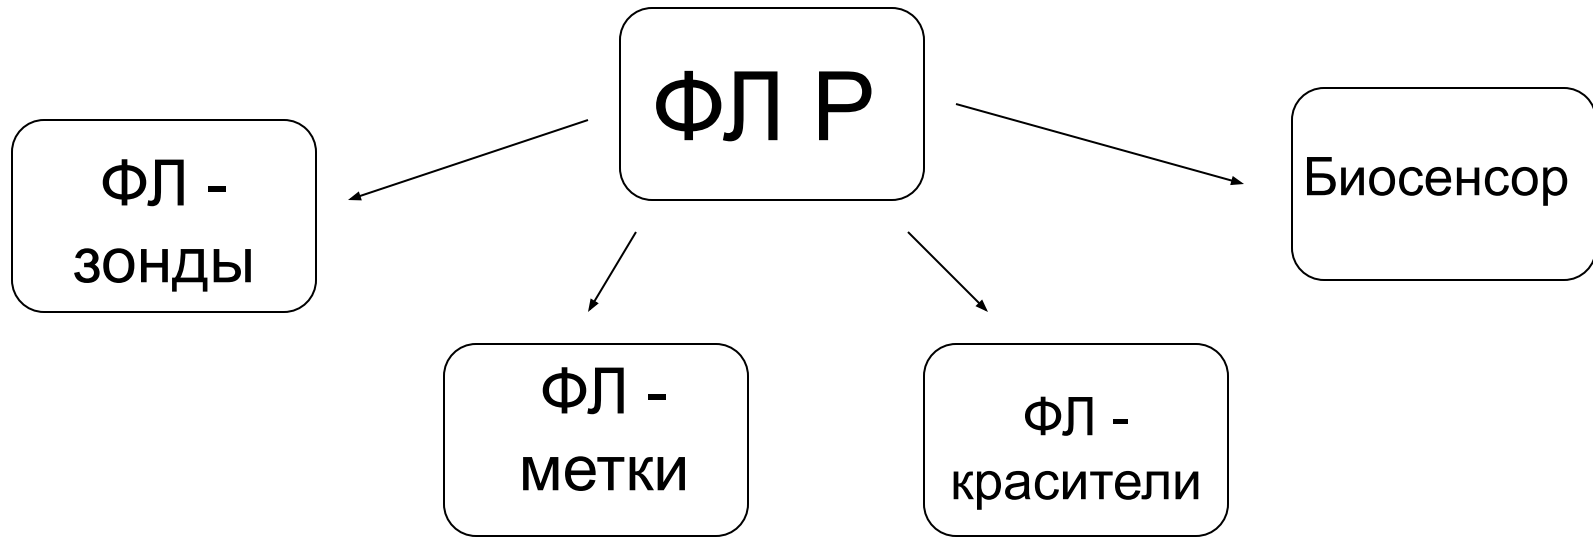 ФЛ Р
ФЛ -
зонды
ФЛ -
метки
ФЛ -
красители
Биосенсор